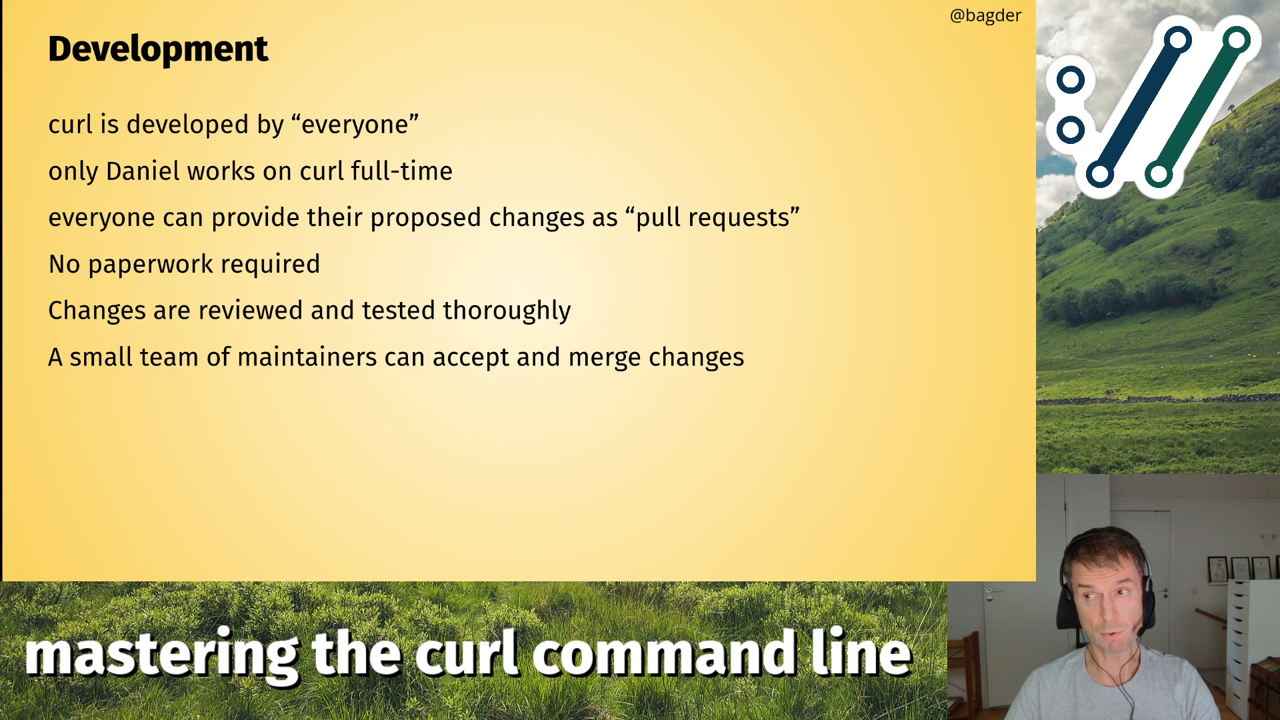 @bagder
Development
curl is developed by “everyone”
only Daniel works on curl full-time
everyone can provide their proposed changes as “pull requests”
No paperwork required
Changes are reviewed and tested thoroughly
A small team of maintainers can accept and merge changes
mastering the curl command line